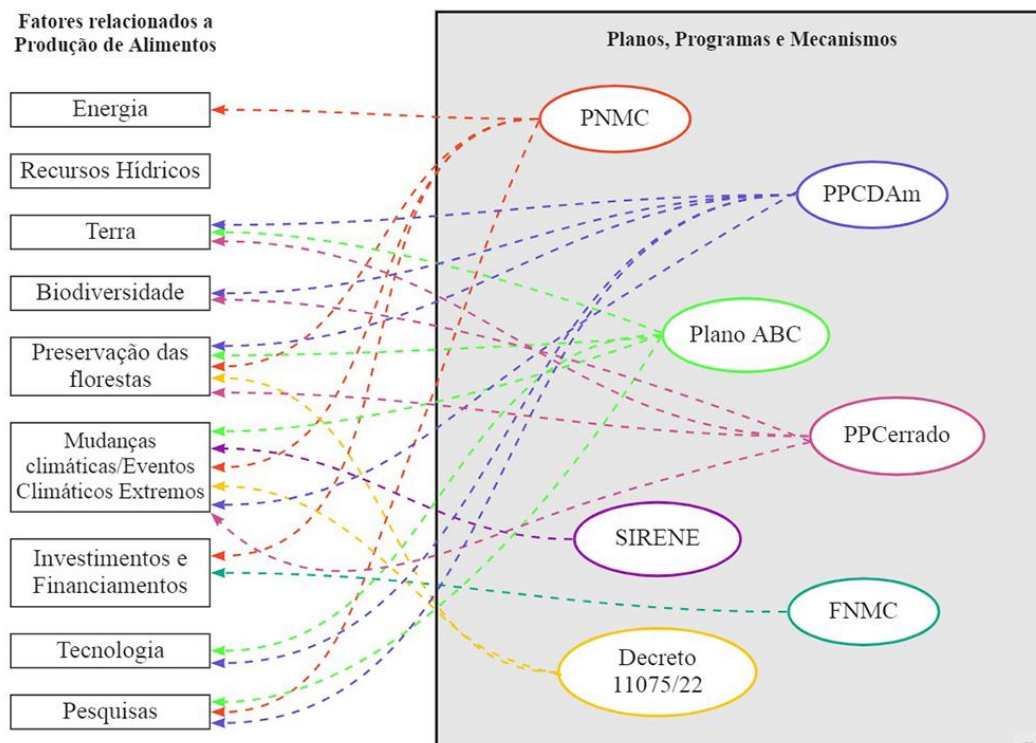 Fatores relacionados a
Produção de Alimentos
Energia
Recursos Hídricos
Terra
Biodiversidade
Preservação das
florestas
Mudanças
climáticas/Eventos
Climáticos Extremos
Investimentos e
Financiamentos
Tecnologia
Pesquisas
Planos, Programas e Mecanismos
PNMC
PPCDAm
Plano ABC
PPCerrado
SIRENE
FNMC
Decreto
11075/22